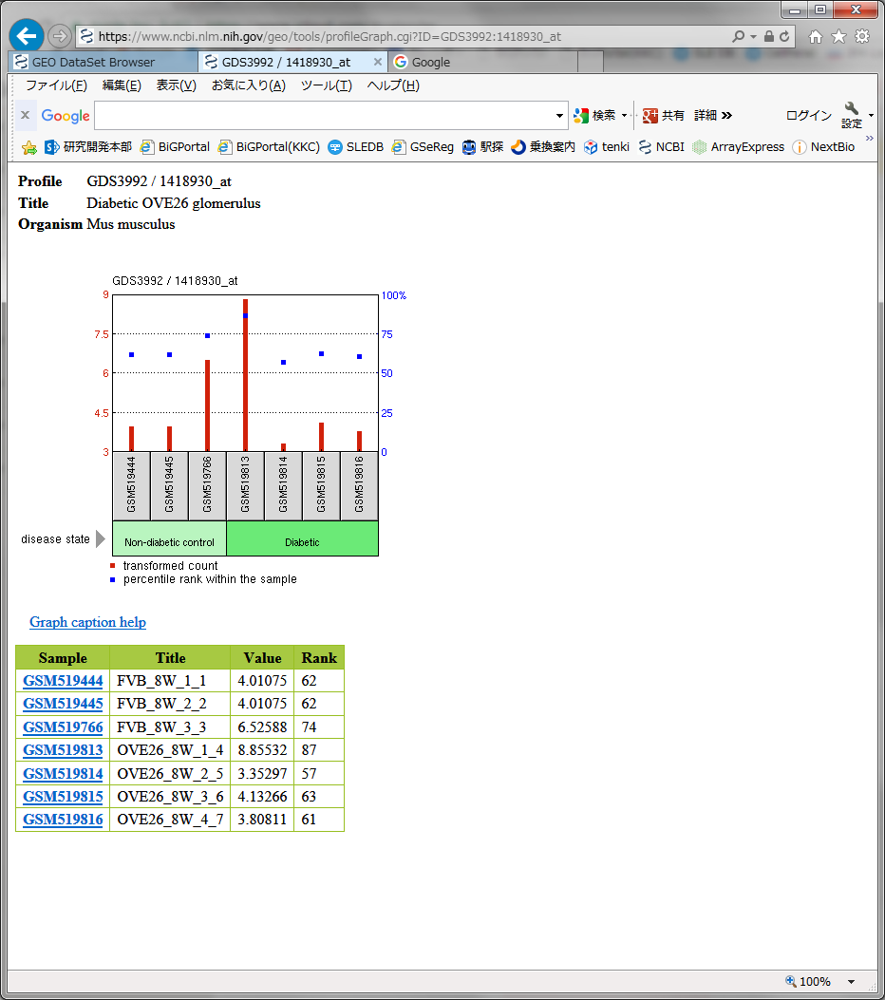 https://www.ncbi.nlm.nih.gov/geo/tools/profileGraph.cgi?ID=GDS3992:1418930_at
GEO DataSet Browser
GDS3992 / 1418930_at
Google
ファイル(F) 編集(E) 表示(V) お気に入り(A) ツール(T) ヘルプ(H)
x Google 検索 共有 詳細 » ログイン 設定
研究開発本部 BiGPortal BiGPortal(KKC) SLEDB GSeReg 駅探 乗換案内 tenki NCBI ArrayExpress NextBio »
Profile GDS3992 / 1418930_at
Title Diabetic OVE26 glomerulus
Organism Mus musculus
GDS3992 / 1418930_at
9 100%
7.5 75
6 50
4.5 25
3 0
GSM519444 GSM519445 GSM519766 GSM519813 GSM519814 GSM519815 GSM519816
disease state Non-diabetic control Diabetic
transformed count
percentile rank within the sample
Graph caption help
Sample Title Value Rank
GSM519444 FVB_8W_1_1 4.01075 62
GSM519445 FVB_8W_2_2 4.01075 62
GSM519766 FVB_8W_3_3 6.52588 74
GSM519813 OVE26_8W_1_4 8.85532 87
GSM519814 OVE26_8W_2_5 3.35297 57
GSM519815 OVE26_8W_3_6 4.13266 63
GSM519816 OVE26_8W_4_7 3.80811 61
100%